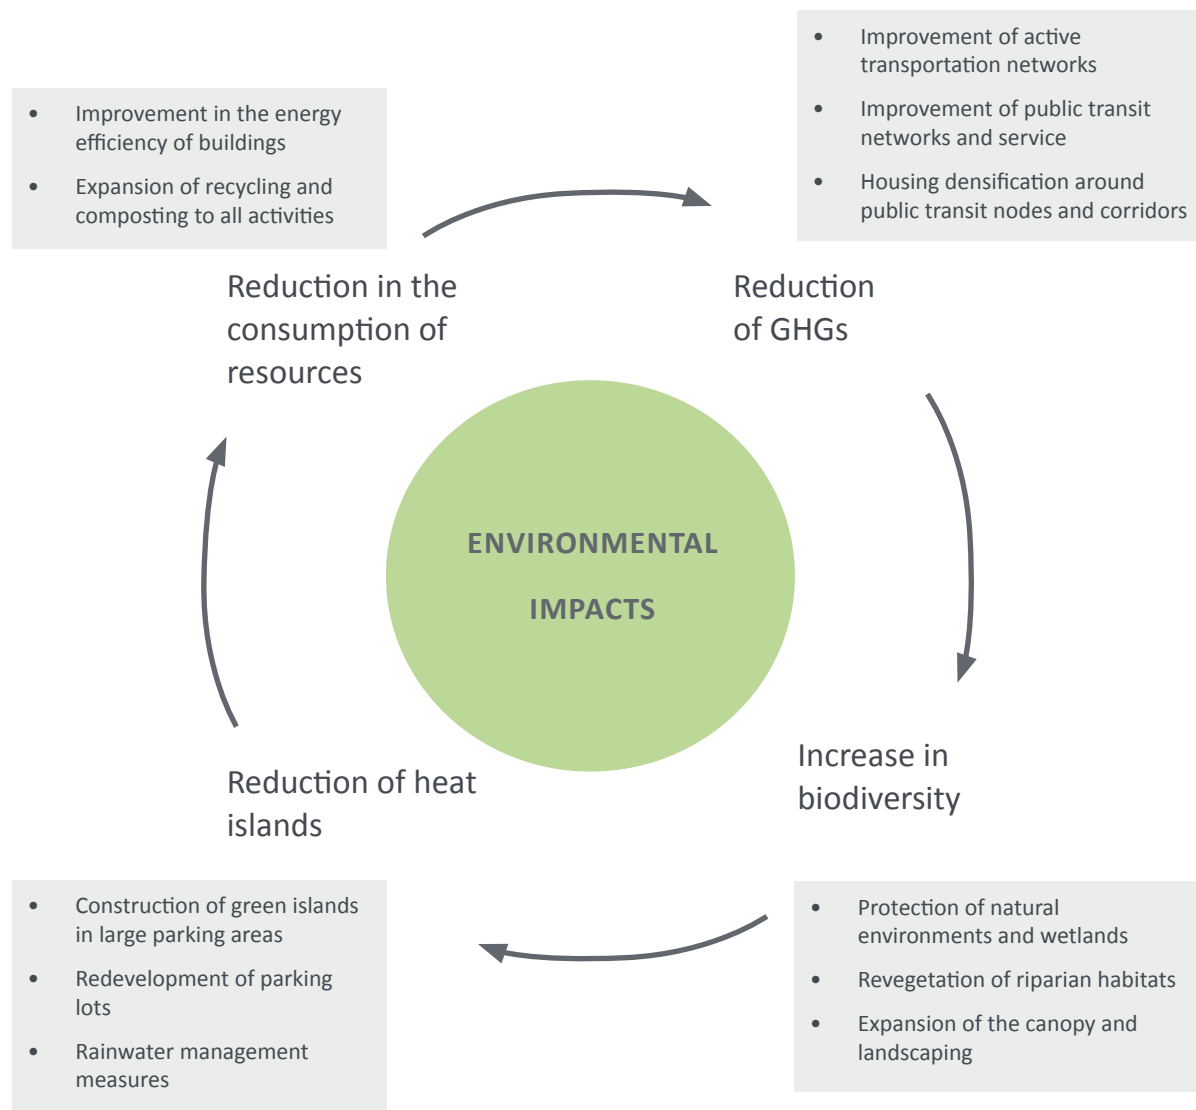 • Improvement in the energy
efficiency of buildings
• Expansion of recycling and
composting to all activities
Reduction in the
consumption of
resources
• Improvement of active
transportation networks
• Improvement of public transit
networks and service
• Housing densification around
public transit nodes and corridors
Reduction
of GHGs
ENVIRONMENTAL
IMPACTS
Increase in
biodiversity
• Protection of natural
environments and wetlands
• Revegetation of riparian habitats
• Expansion of the canopy and
landscaping
Reduction of heat
islands
• Construction of green islands
in large parking areas
• Redevelopment of parking
lots
• Rainwater management
measures